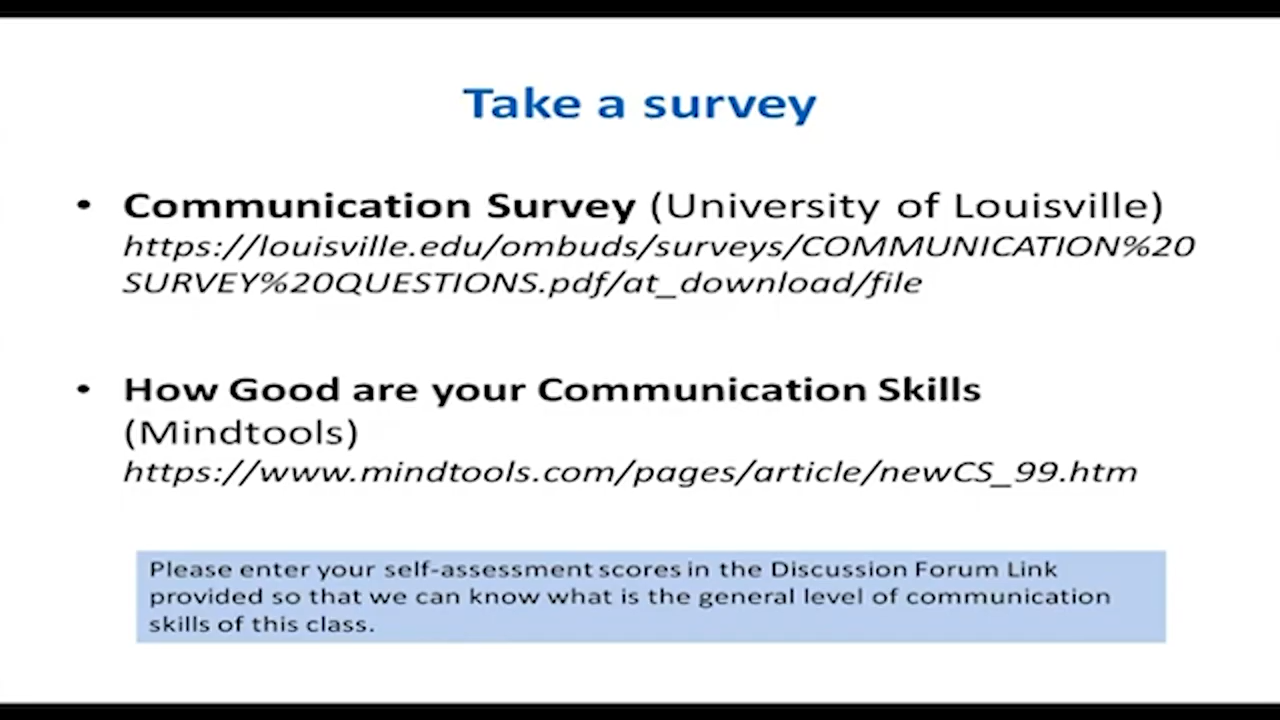 Take a survey
• Communication Survey (University of Louisville)
https://louisville.edu/ombuds/surveys/COMMUNICATION%20
SURVEY%20QUESTIONS.pdf/at_download/file
• How Good are your Communication Skills
(Mindtools)
https://www.mindtools.com/pages/article/newCS_99.htm
Please enter your self-assessment scores in the Discussion Forum Link
provided so that we can know what is the general level of communication
skills of this class.